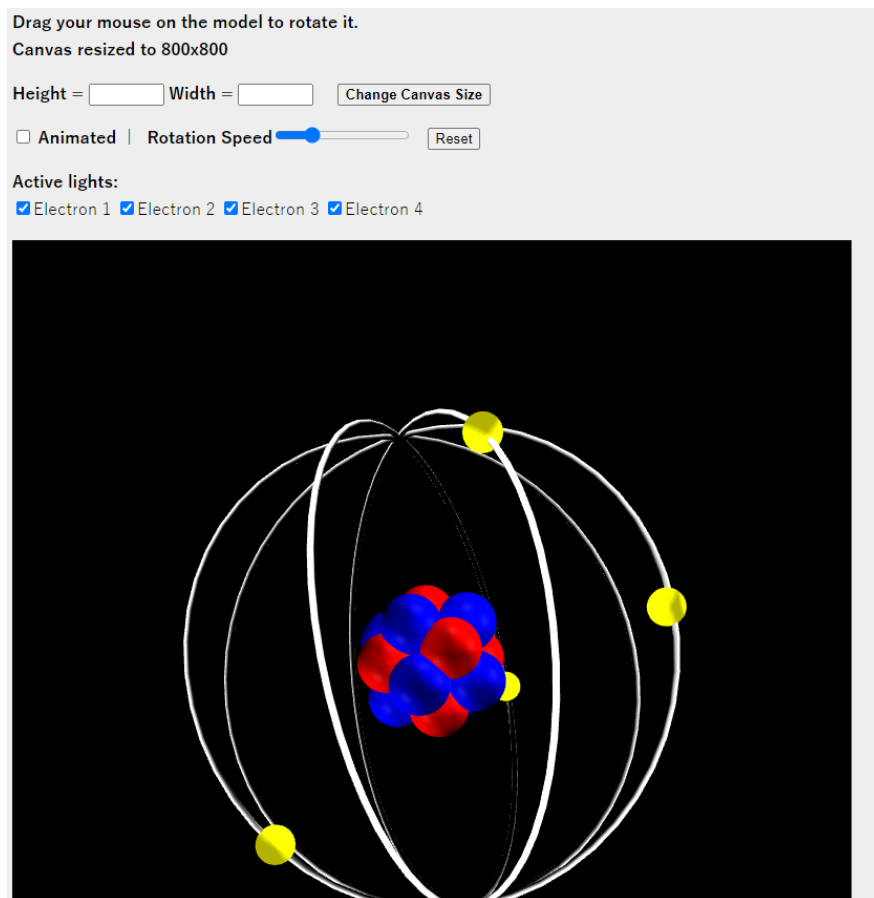 Drag your mouse on the model to rotate it.
Canvas resized to 800x800
Height = Width = Change Canvas Size
Animated | Rotation Speed Reset
Active lights:
Electron 1 Electron 2 Electron 3 Electron 4